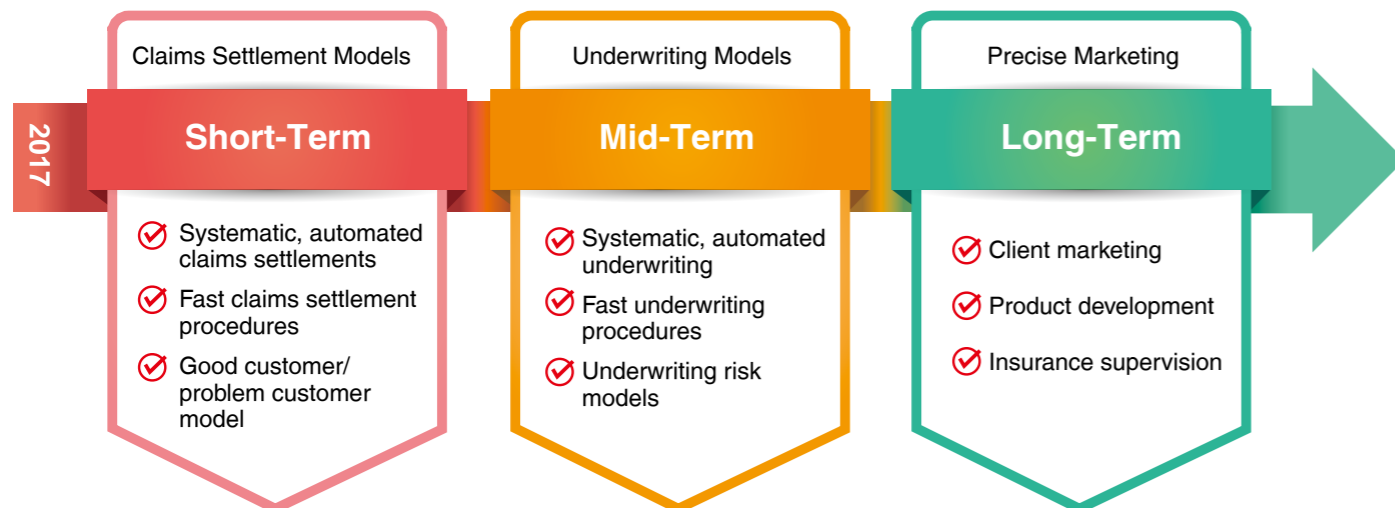 2017
Claims Settlement Models
Short-Term
Systematic, automated
claims settlements
Fast claims settlement
procedures
Good customer/
problem customer
model
Underwriting Models
Mid-Term
Systematic, automated
underwriting
Fast underwriting
procedures
Underwriting risk
models
Precise Marketing
Long-Term
Client marketing
Product development
Insurance supervision